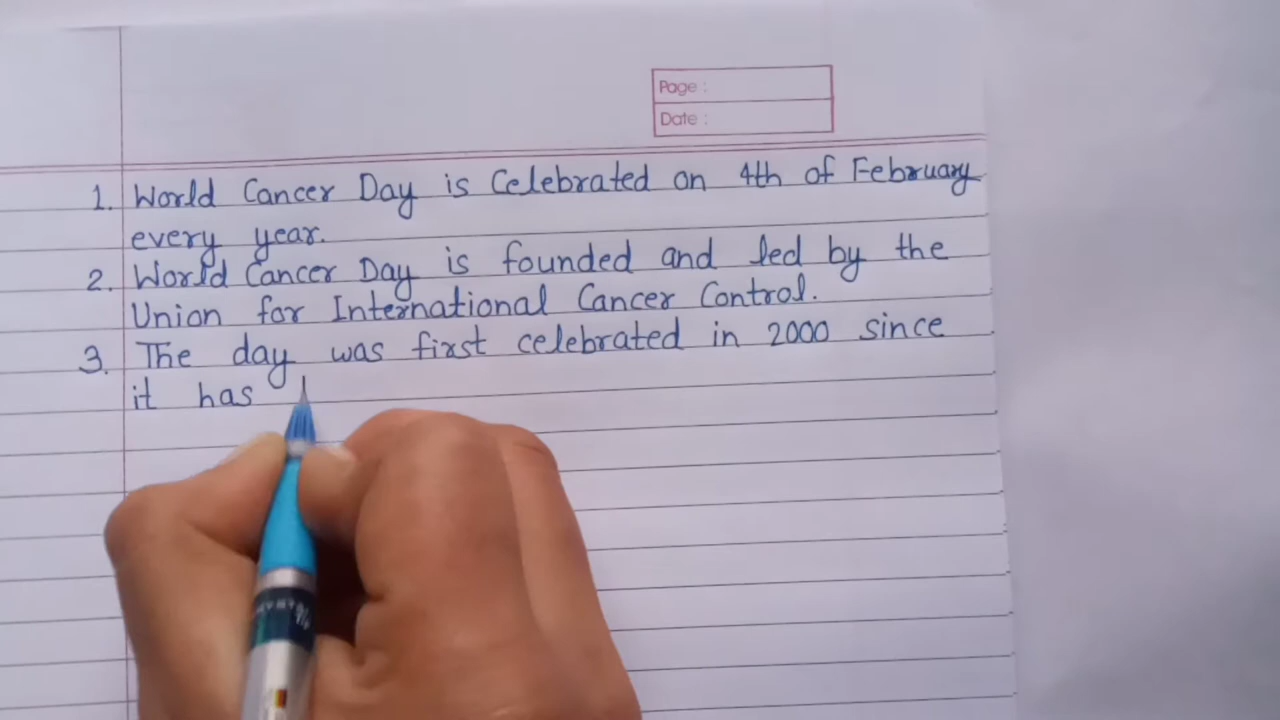 Page :
Date :
1. World Cancer Day is Celebrated on 4th of February
every year.
2. World Cancer Day is founded and led by the
Union for International Cancer Control.
3. The day was first celebrated in 2000 since
it has